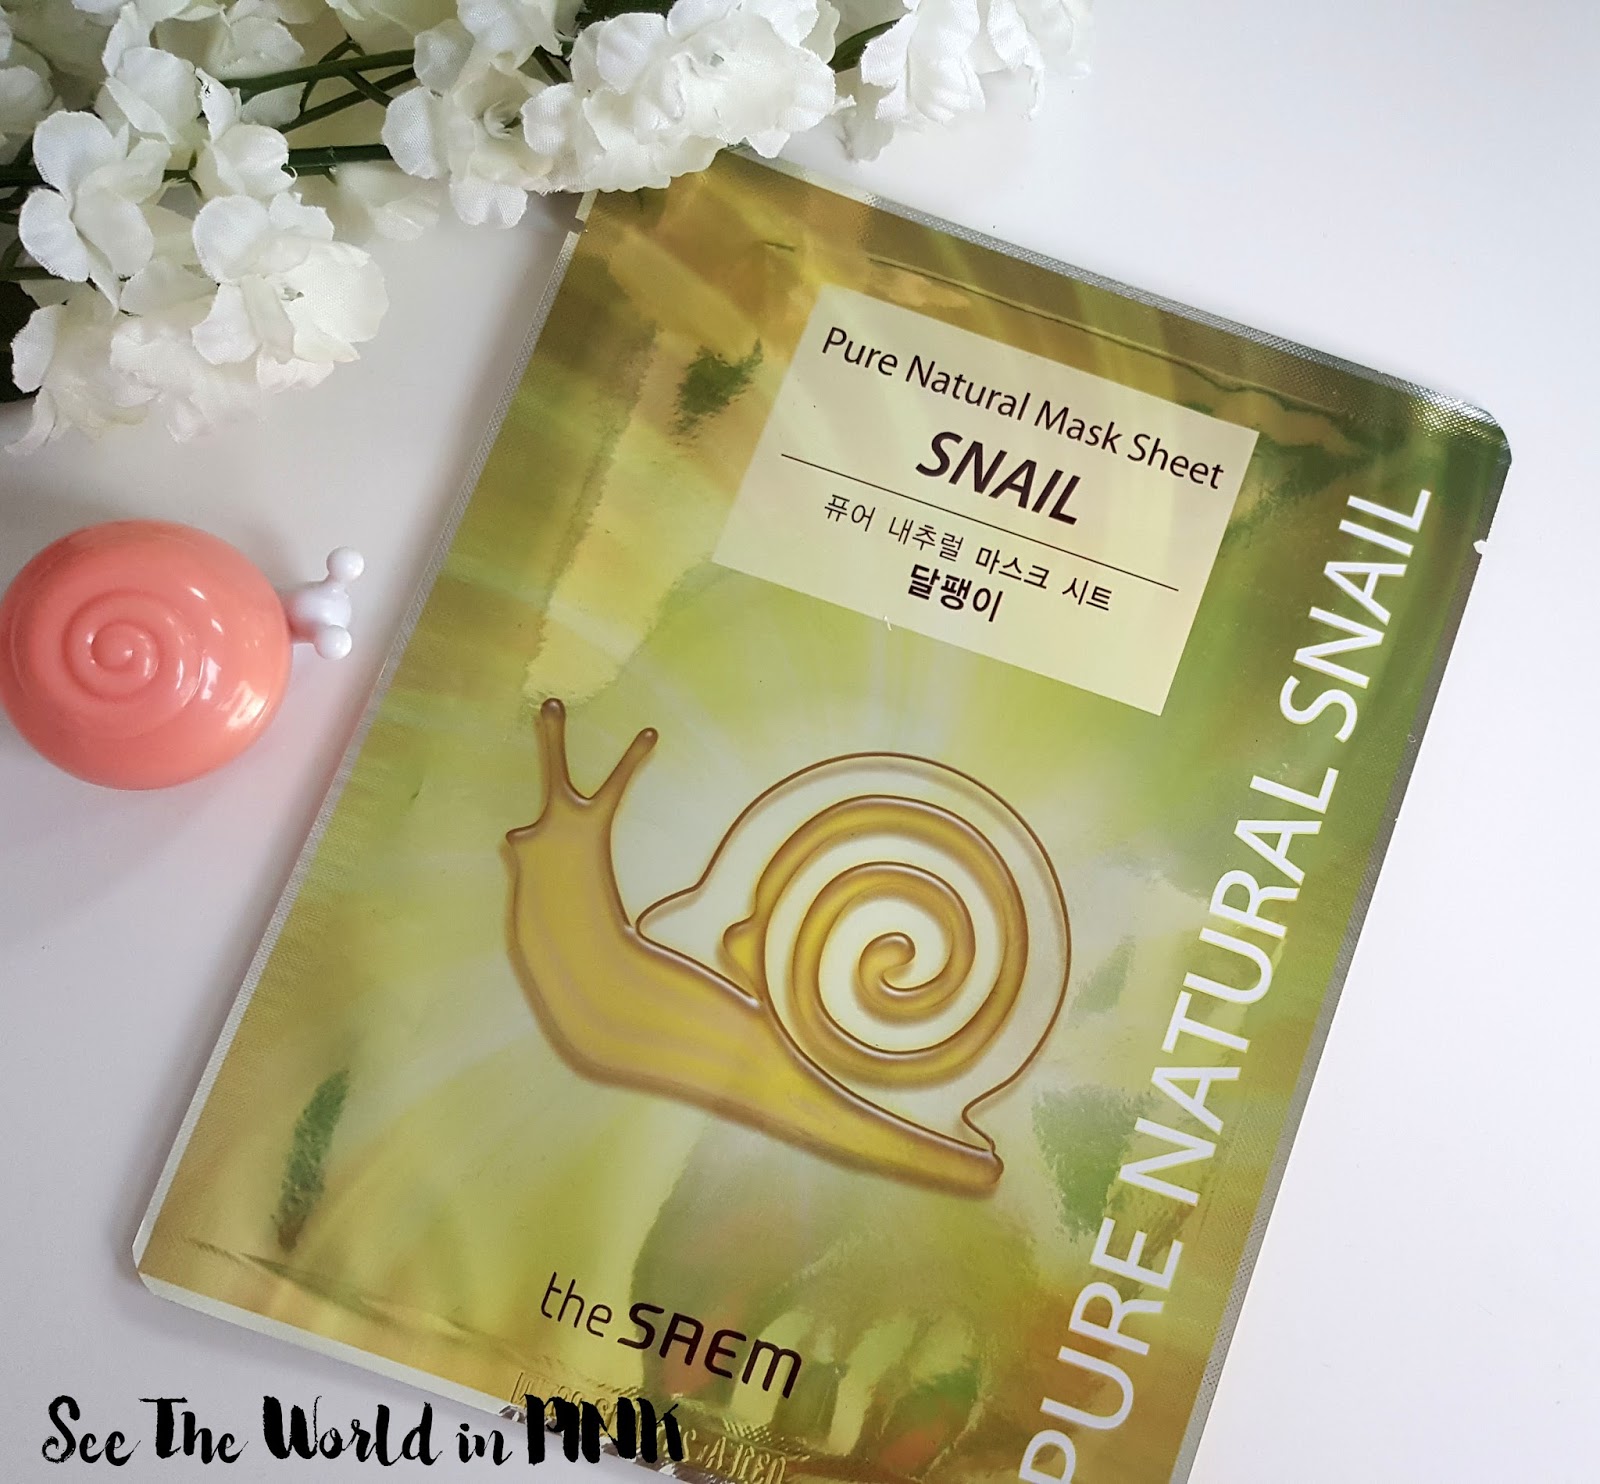 Pure Natural Mask Sheet
SNAIL
퓨어 내추럴 마스크 시트
달팽이
PURE NATURAL SNAIL
the SAEM
See The World in PINK